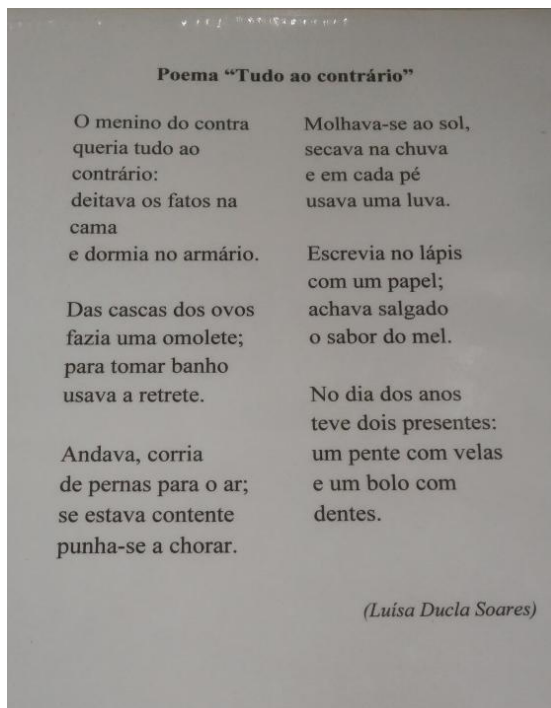 Poema “Tudo ao contrário”
O menino do contra
queria tudo ao
contrário:
deitava os fatos na
cama
e dormia no armário.
Das cascas dos ovos
fazia uma omolete;
para tomar banho
usava a retrete.
Andava, corria
de pernas para o ar;
se estava contente
punha-se a chorar.
Molhava-se ao sol,
secava na chuva
e em cada pé
usava uma luva.
Escrevia no lápis
com um papel;
achava salgado
o sabor do mel.
No dia dos anos
teve dois presentes:
um pente com velas
e um bolo com
dentes.
(Luísa Ducla Soares)